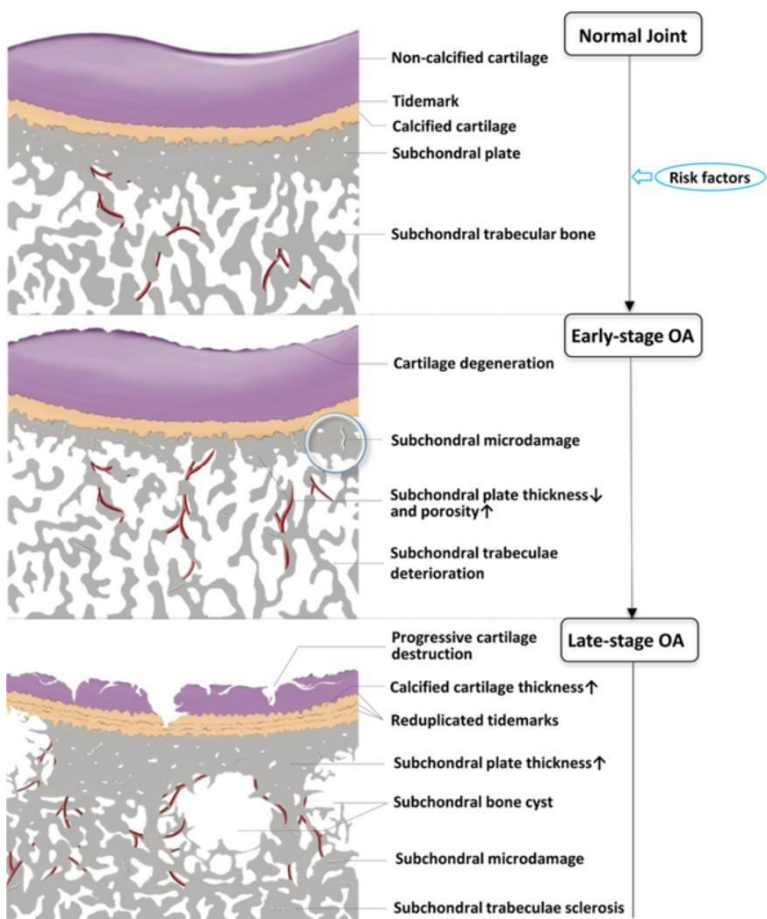 Normal Joint
Non-calcified cartilage
Tidemark
Calcified cartilage
Subchondral plate
Risk factors
Subchondral trabecular bone
Early-stage OA
Cartilage degeneration
Subchondral microdamage
Subchondral plate thickness↓
and porosity↑
Subchondral trabeculae
deterioration
Late-stage OA
Progressive cartilage
destruction
Calcified cartilage thickness↑
Reduplicated tidemarks
Subchondral plate thickness↑
Subchondral bone cyst
Subchondral microdamage
Subchondral trabeculae sclerosis